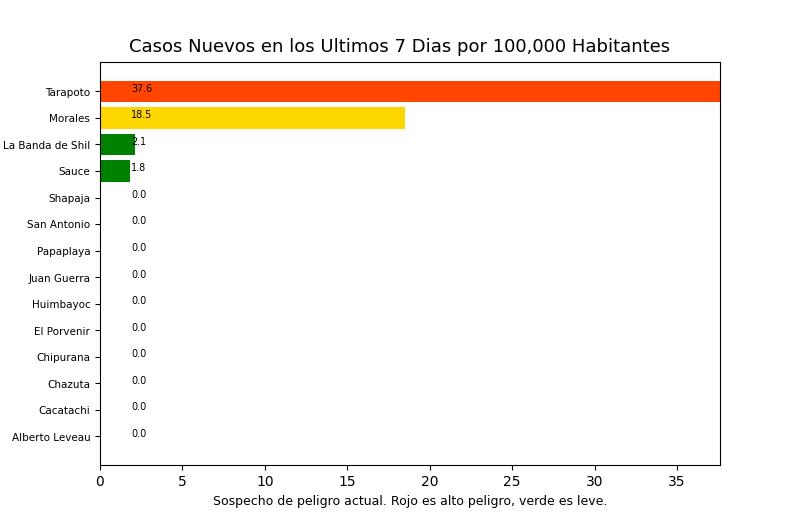 Casos Nuevos en los Ultimos 7 Dias por 100,000 Habitantes
Tarapoto 37.6
Morales 18.5
La Banda de Shil 2.1
Sauce 1.8
Shapaja 0.0
San Antonio 0.0
Papaplaya 0.0
Juan Guerra 0.0
Huimbayoc 0.0
El Porvenir 0.0
Chipurana 0.0
Chazuta 0.0
Cacatachi 0.0
Alberto Leveau 0.0
0 5 10 15 20 25 30 35
Sospecho de peligro actual. Rojo es alto peligro, verde es leve.